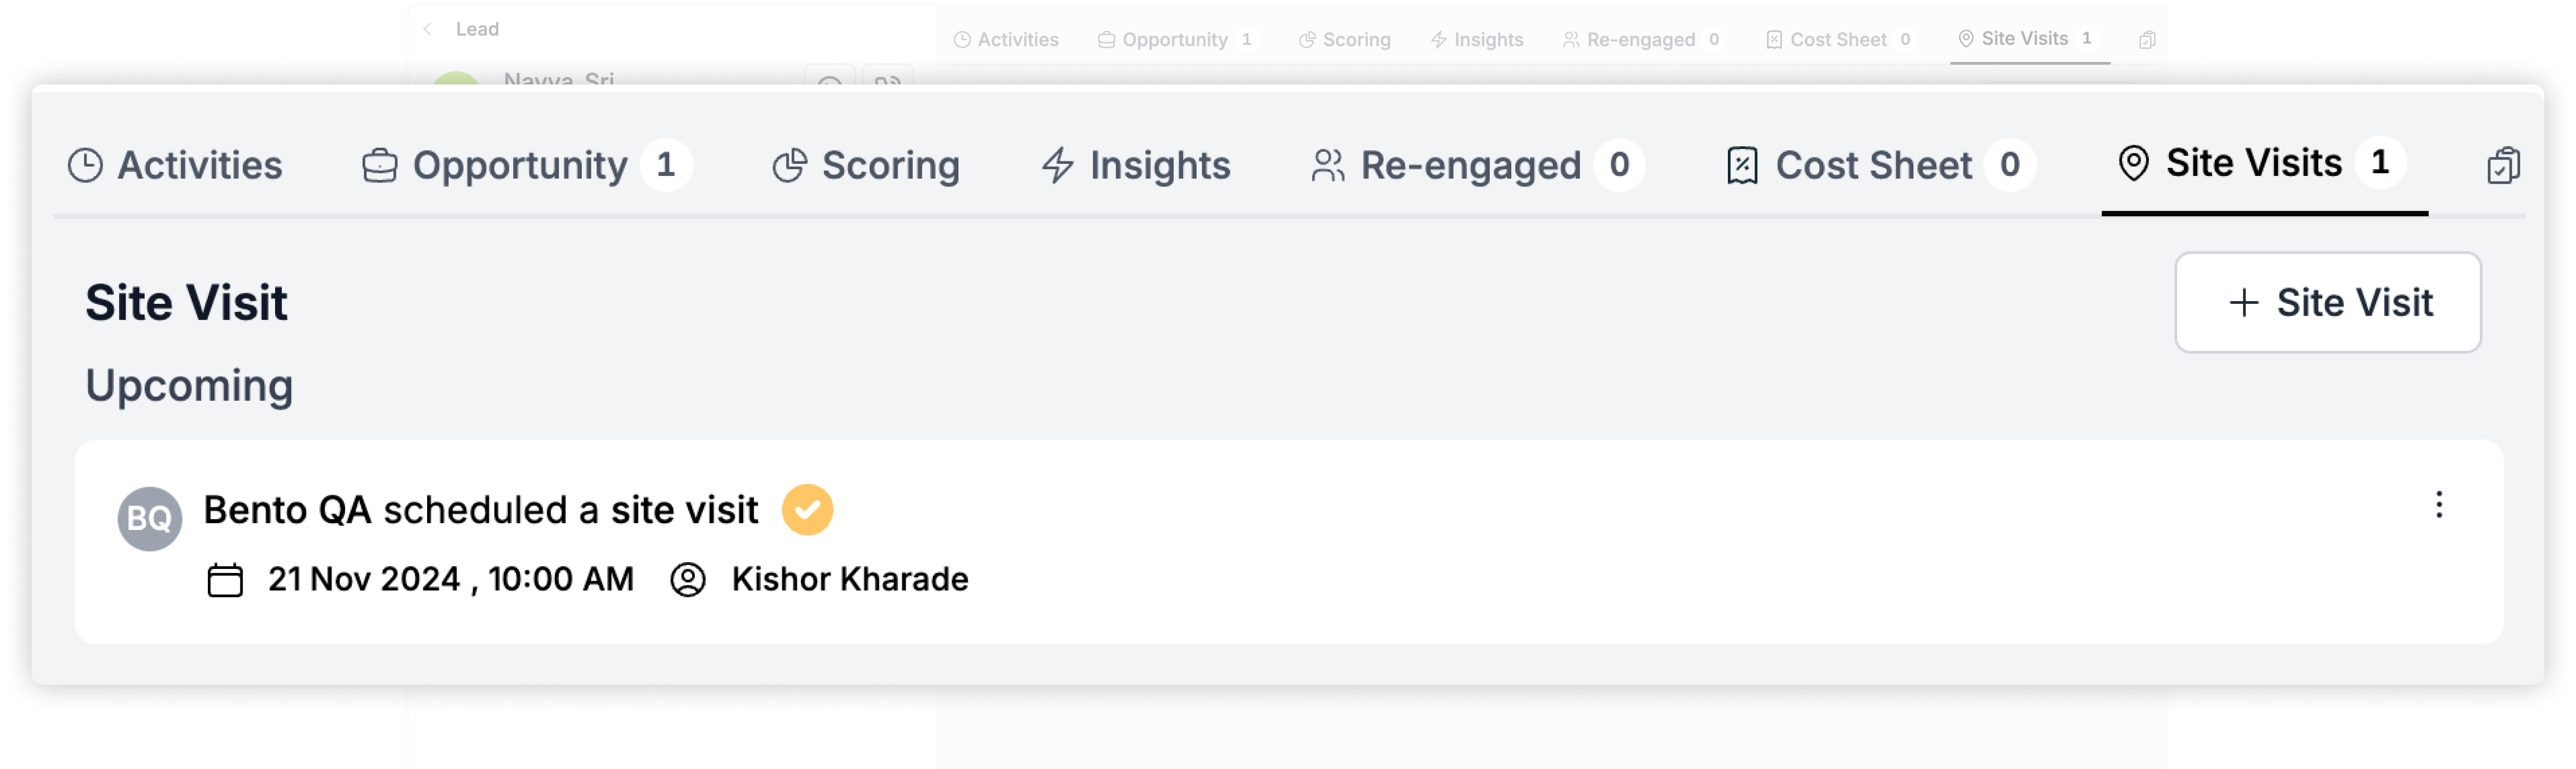 Lead
Activities Opportunity 1 Scoring Insights Re-engaged 0 Cost Sheet 0 Site Visits 1
Navya Sri
Activities Opportunity 1 Scoring Insights Re-engaged 0 Cost Sheet 0 Site Visits 1
Site Visit
+ Site Visit
Upcoming
BQ Bento QA scheduled a site visit
21 Nov 2024 , 10:00 AM Kishor Kharade